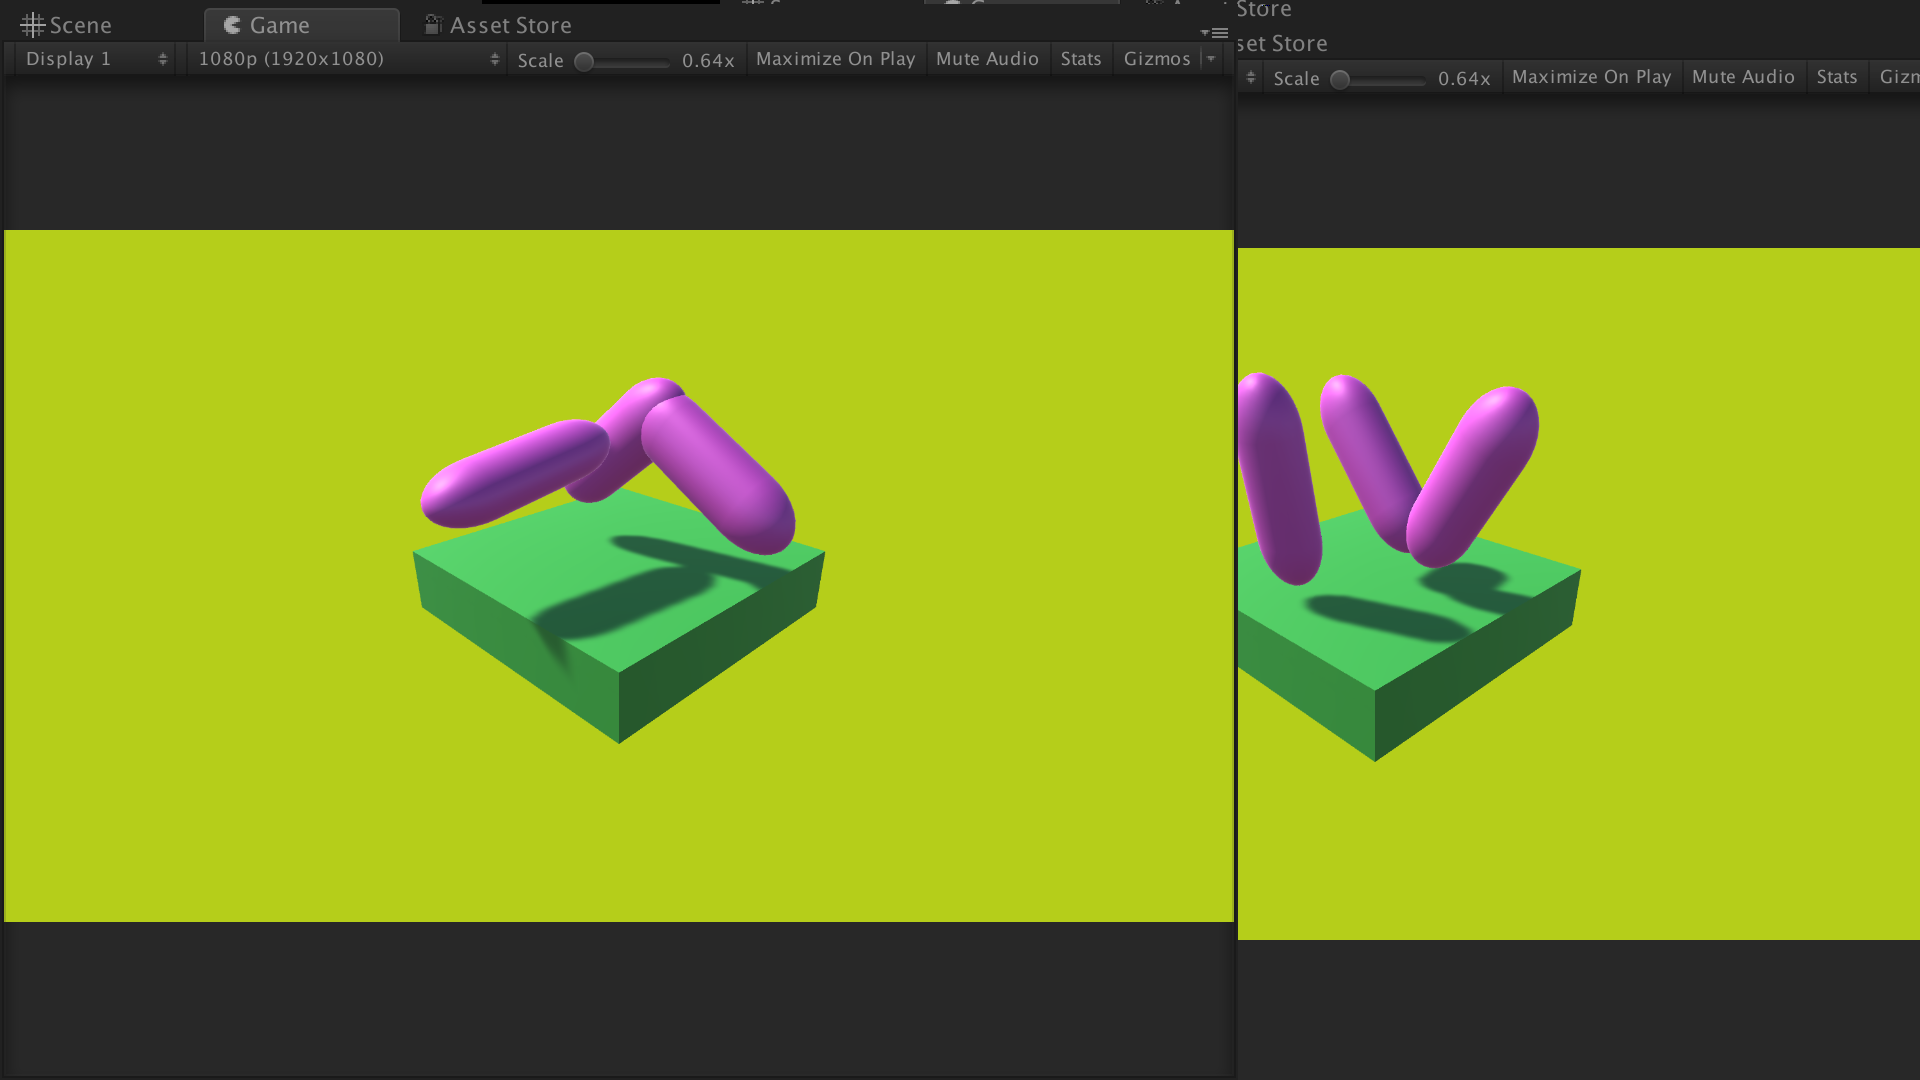 Store
Scene Game Asset Store
set Store
Display 1 1080p (1920x1080) Scale 0.64x Maximize On Play Mute Audio Stats Gizmos
Scale 0.64x Maximize On Play Mute Audio Stats Gizm